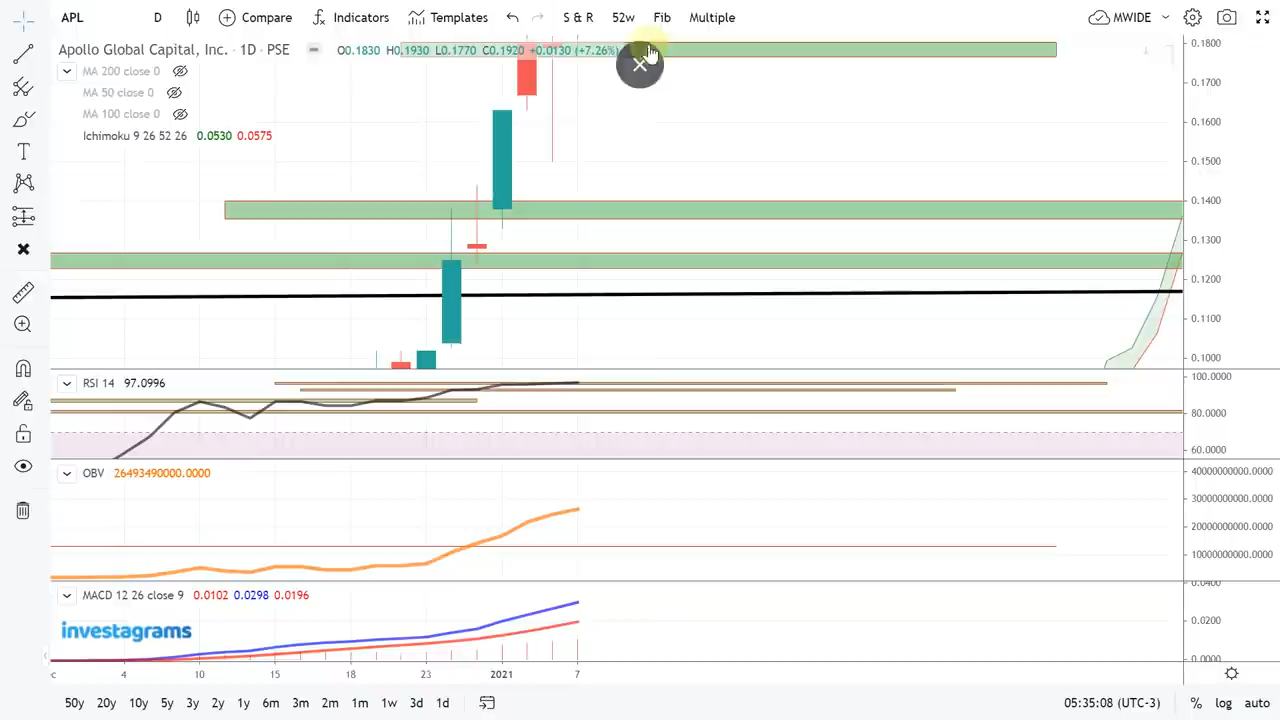 APL D Compare Indicators Templates S & R 52w Fib Multiple MWIDE
Apollo Global Capital, Inc. · 1D · PSE O0.1830 H0.1930 L0.1770 C0.1920 +0.0130 (+7.26%)
MA 200 close 0
MA 50 close 0
MA 100 close 0
Ichimoku 9 26 52 26 0.0530 0.0575
0.1800
0.1700
0.1600
0.1500
0.1400
0.1300
0.1200
0.1100
0.1000
RSI 14 97.0996
100.0000
80.0000
60.0000
OBV 26493490000.0000
40000000000.0000
30000000000.0000
20000000000.0000
10000000000.0000
MACD 12 26 close 9 0.0102 0.0298 0.0196
0.0400
0.0200
0.0000
investagrams
4 10 15 18 23 2021 7
50y 20y 10y 5y 3y 2y 1y 6m 3m 2m 1m 1w 3d 1d 05:35:08 (UTC-3) % log auto